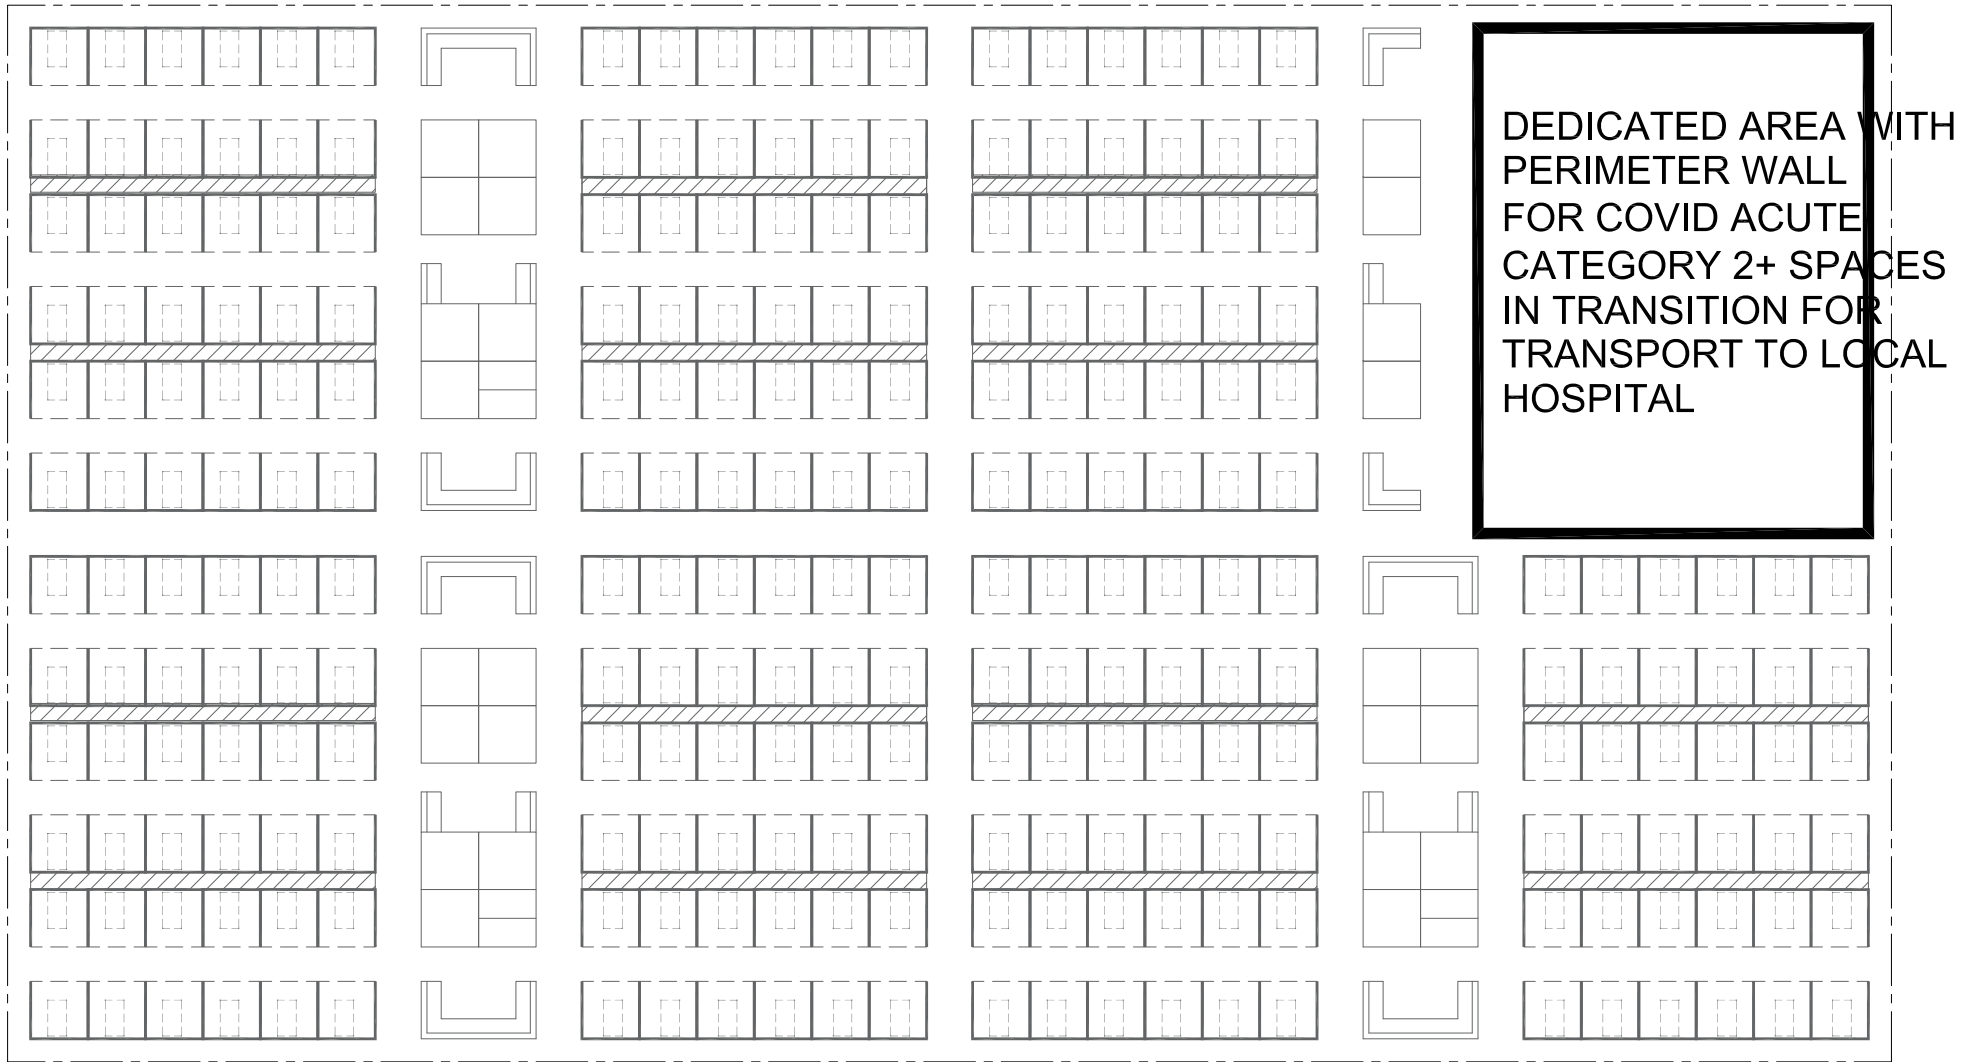 DEDICATED AREA WITH
PERIMETER WALL
FOR COVID ACUTE
CATEGORY 2+ SPACES
IN TRANSITION FOR
TRANSPORT TO LOCAL
HOSPITAL